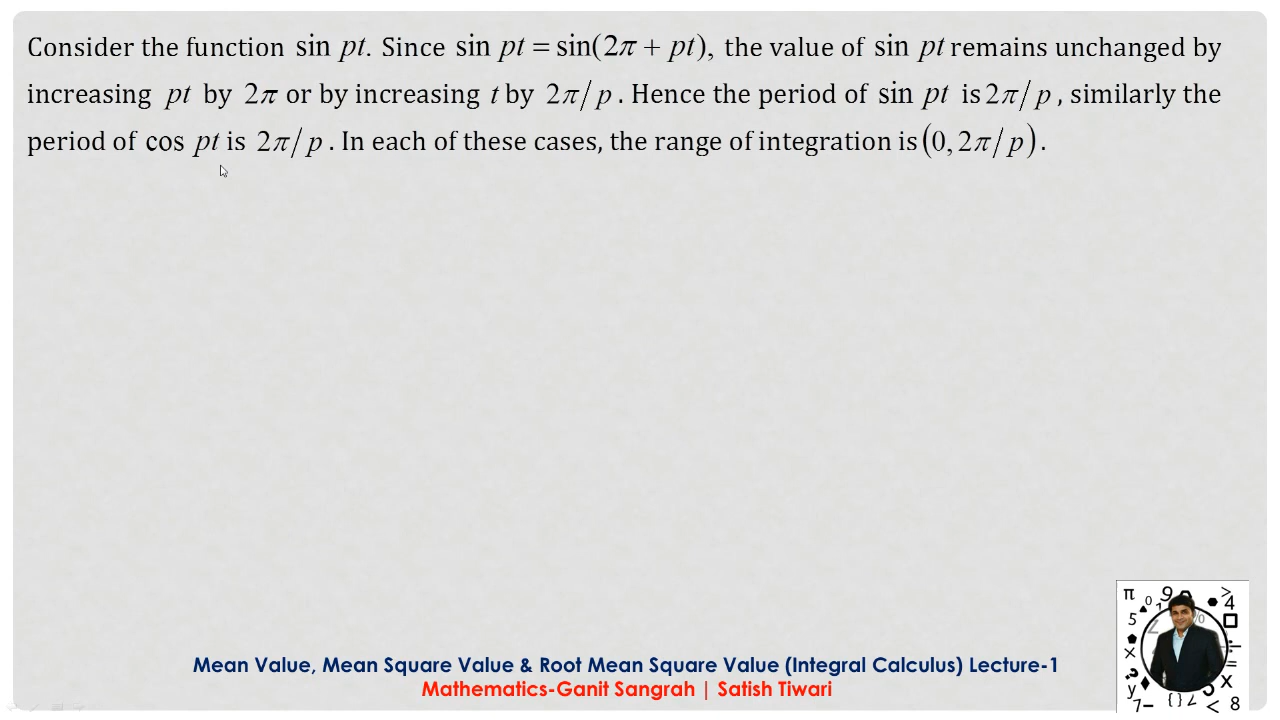 Consider the function sin pt. Since sin pt = sin(2π + pt), the value of sin pt remains unchanged by
increasing pt by 2π or by increasing t by 2π/p. Hence the period of sin pt is 2π/p, similarly the
period of cos pt is 2π/p. In each of these cases, the range of integration is (0, 2π/p).
Mean Value, Mean Square Value & Root Mean Square Value (Integral Calculus) Lecture-1
Mathematics-Ganit Sangrah | Satish Tiwari